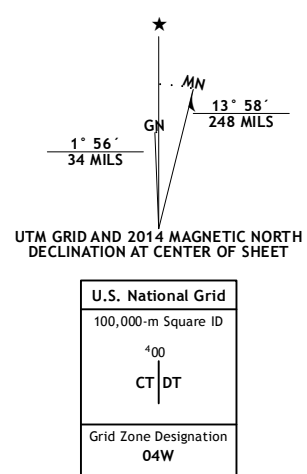 ★
MN
GN
1° 56´
34 MILS
13° 58´
248 MILS
UTM GRID AND 2014 MAGNETIC NORTH
DECLINATION AT CENTER OF SHEET
U.S. National Grid
100,000-m Square ID
⁴00
CT DT
Grid Zone Designation
04W